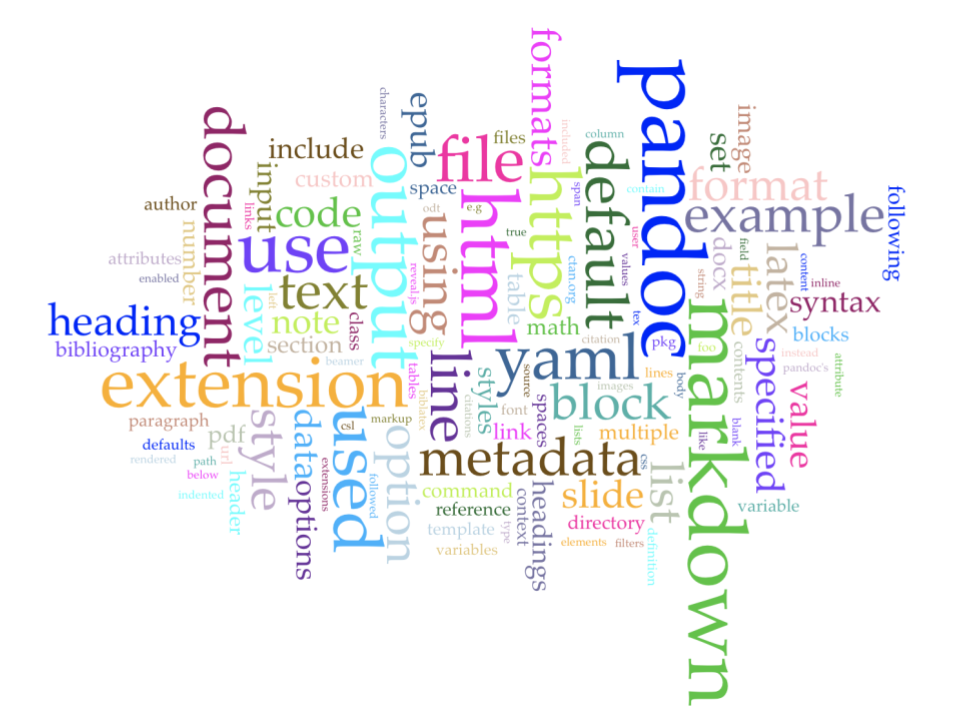 formats
pandoc
characters
epub
document
include
output
file
files
included
column
default
image
set
input
custom
space
https
span
contain
format
example
following
author
links
code
raw
odt
e.g
html
true
using
number
use
attributes
enabled
reveal.js
table
ctan.org
user
values
docx
field
string
title
latex
content
inline
syntax
level
left
text
class
note
section
heading
bibliography
specify
math
tex
citation
pkg
foo
markdown
blocks
instead
pandoc's
attribute
contents
specified
value
beamer
extension
tables
biblatex
line
citations
styles
source
yaml
images
lines
body
block
font
spaces
link
lists
multiple
like
blank
paragraph
style
data
used
csl
markup
option
defaults
pdf
url
rendered
path
below
indented
header
extensions
options
followed
metadata
css
command
reference
template
variables
type
context
headings
slide
directory
elements
filters
list
definition
variable